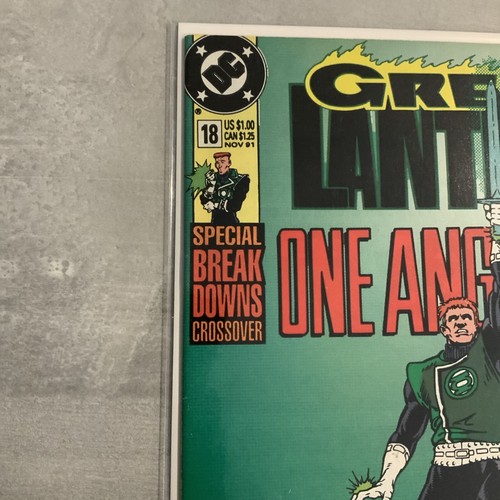 DC
18
US $1.00
CAN $1.25
NOV 91
SPECIAL
BREAK
DOWNS
CROSSOVER
GRE
LANT
ONE ANG